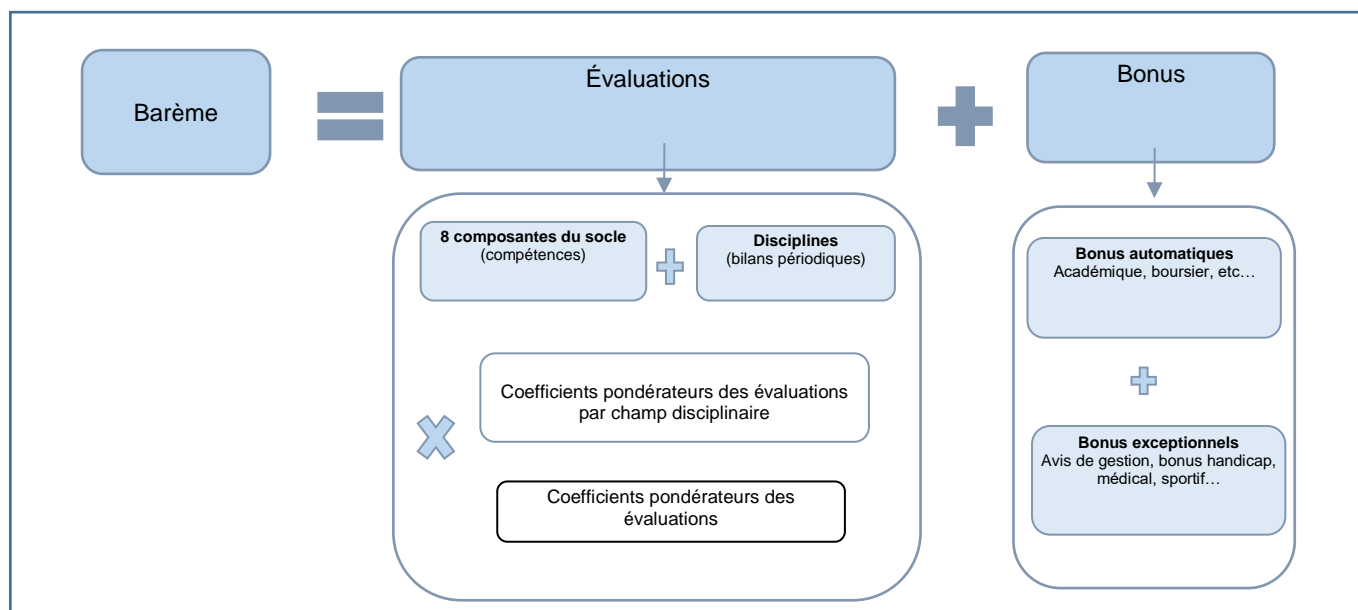 Barème
Évaluations
Bonus
8 composantes du socle
(compétences)
Disciplines
(bilans périodiques)
Coefficients pondérateurs des évaluations
par champ disciplinaire
Coefficients pondérateurs des
évaluations
Bonus automatiques
Académique, boursier, etc…
Bonus exceptionnels
Avis de gestion, bonus handicap,
médical, sportif…